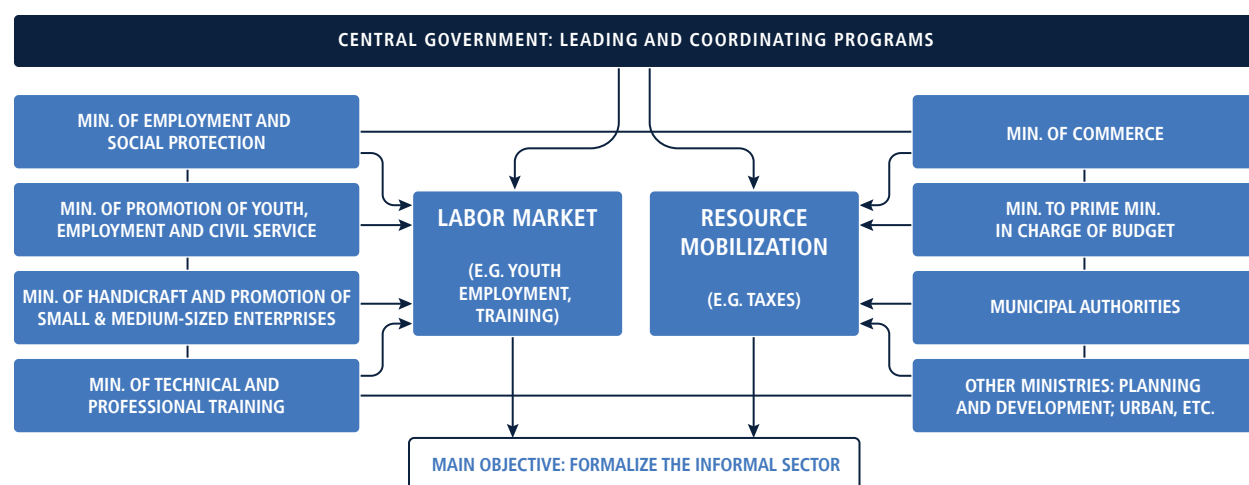 CENTRAL GOVERNMENT: LEADING AND COORDINATING PROGRAMS
MIN. OF EMPLOYMENT AND
SOCIAL PROTECTION
MIN. OF PROMOTION OF YOUTH,
EMPLOYMENT AND CIVIL SERVICE
MIN. OF HANDICRAFT AND PROMOTION OF
SMALL & MEDIUM-SIZED ENTERPRISES
MIN. OF TECHNICAL AND
PROFESSIONAL TRAINING
LABOR MARKET
(E.G. YOUTH
EMPLOYMENT,
TRAINING)
RESOURCE
MOBILIZATION
(E.G. TAXES)
MIN. OF COMMERCE
MIN. TO PRIME MIN.
IN CHARGE OF BUDGET
MUNICIPAL AUTHORITIES
OTHER MINISTRIES: PLANNING
AND DEVELOPMENT; URBAN, ETC.
MAIN OBJECTIVE: FORMALIZE THE INFORMAL SECTOR